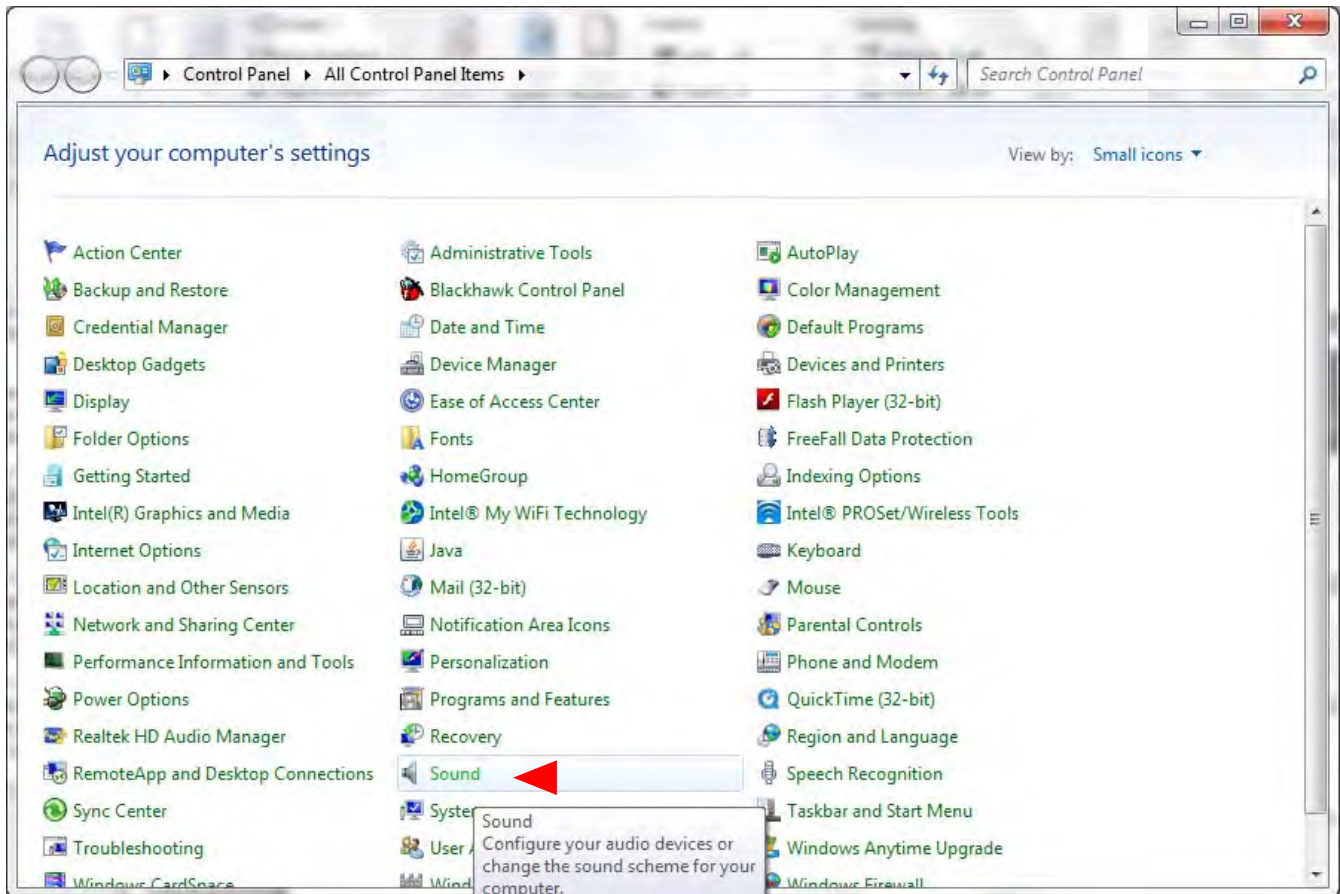 Control Panel ▸ All Control Panel Items ▸
Search Control Panel
Adjust your computer's settings
View by: Small icons
Action Center
Administrative Tools
AutoPlay
Backup and Restore
Blackhawk Control Panel
Color Management
Credential Manager
Date and Time
Default Programs
Desktop Gadgets
Device Manager
Devices and Printers
Display
Ease of Access Center
Flash Player (32-bit)
Folder Options
Fonts
FreeFall Data Protection
Getting Started
HomeGroup
Indexing Options
Intel(R) Graphics and Media
Intel® My WiFi Technology
Intel® PROSet/Wireless Tools
Internet Options
Java
Keyboard
Location and Other Sensors
Mail (32-bit)
Mouse
Network and Sharing Center
Notification Area Icons
Parental Controls
Performance Information and Tools
Personalization
Phone and Modem
Power Options
Programs and Features
QuickTime (32-bit)
Realtek HD Audio Manager
Recovery
Region and Language
RemoteApp and Desktop Connections
Sound
Speech Recognition
Sync Center
Syster
Taskbar and Start Menu
Troubleshooting
User A
Windows Anytime Upgrade
Windows CardSpace
Wind
Windows Firewall
Sound
Configure your audio devices or
change the sound scheme for your
computer.